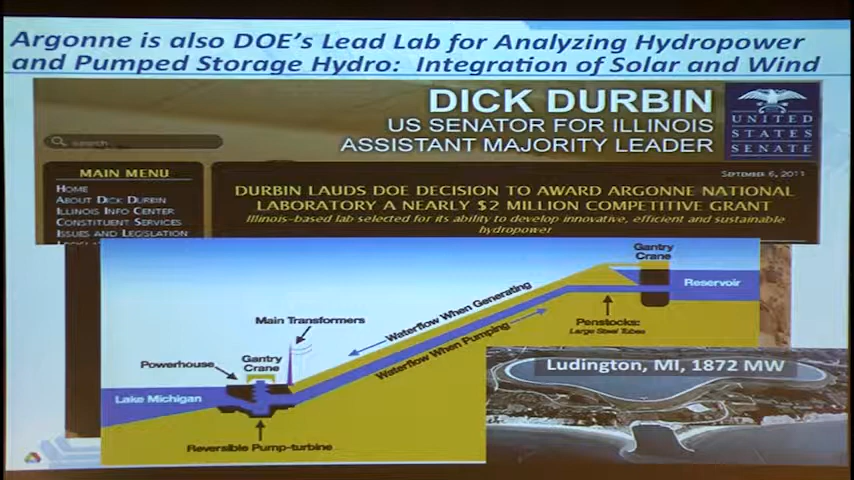 Argonne is also DOE's Lead Lab for Analyzing Hydropower
and Pumped Storage Hydro: Integration of Solar and Wind
DICK DURBIN
US SENATOR FOR ILLINOIS
ASSISTANT MAJORITY LEADER
UNITED
STATES
SENATE
search
MAIN MENU
HOME
ABOUT DICK DURBIN
ILLINOIS INFO CENTER
CONSTITUENT SERVICES
ISSUES AND LEGISLATION
SEPTEMBER 6, 2011
DURBIN LAUDS DOE DECISION TO AWARD ARGONNE NATIONAL
LABORATORY A NEARLY $2 MILLION COMPETITIVE GRANT
Illinois-based lab selected for its ability to develop innovative, efficient and sustainable
hydropower
Gantry
Crane
Reservoir
Waterflow When Generating
Main Transformers
Penstocks:
Large Steel Tubes
Waterflow When Pumping
Powerhouse
Gantry
Crane
Lake Michigan
Reversible Pump-turbine
Ludington, MI, 1872 MW